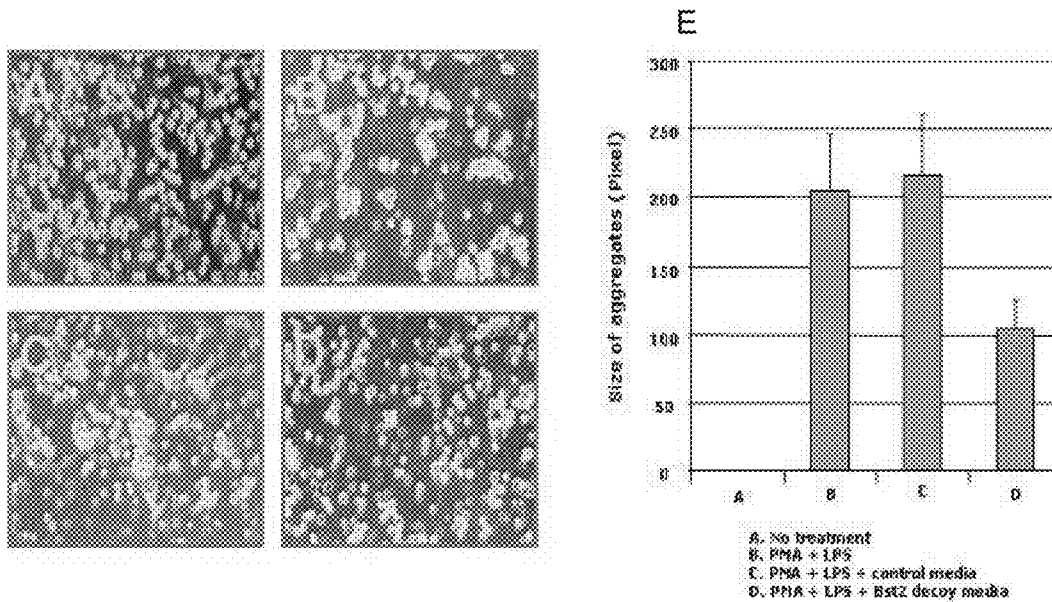 E
300
250
200
150
100
50
0
Size of aggregates (Pixel)
A B C D
A. No treatment
B. PMA + LPS
C. PMA + LPS + control media
D. PMA + LPS + Bst2 decoy media